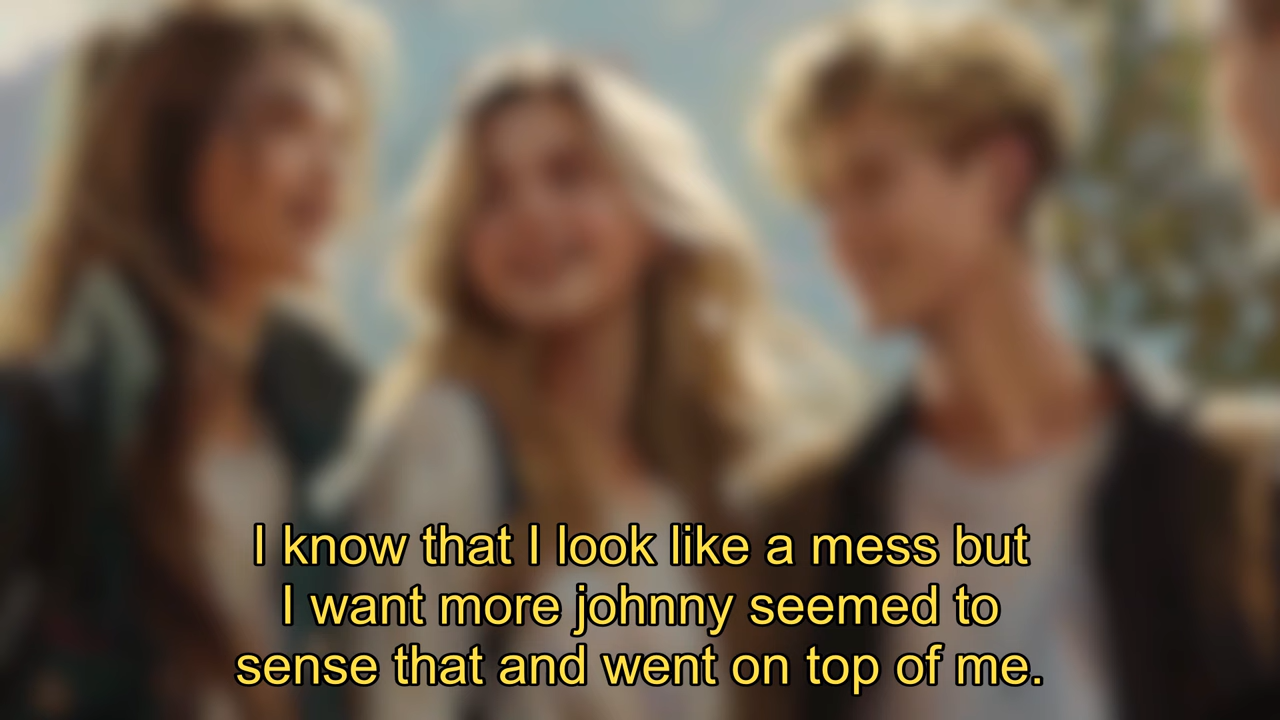 I know that I look like a mess but
I want more johnny seemed to
sense that and went on top of me.